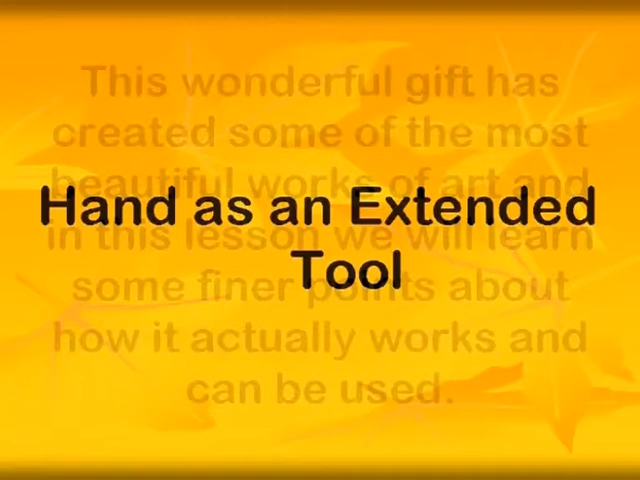 This wonderful gift has
created some of the most
beautiful works of art and
Hand as an Extended
in this lesson we will learn
Tool
some finer points about
how it actually works and
can be used.